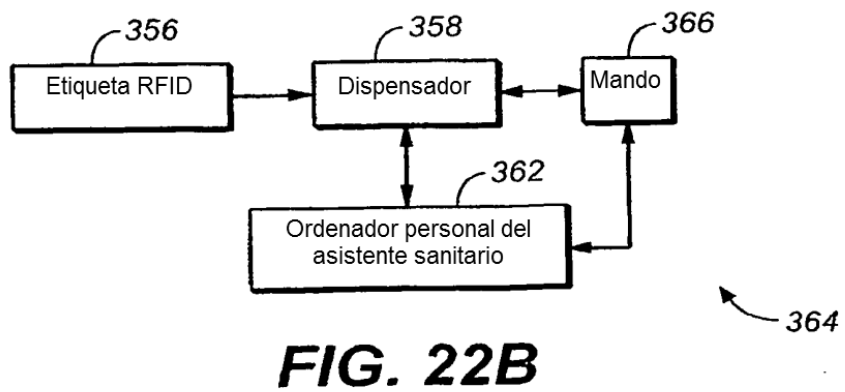 356
358
366
Etiqueta RFID
Dispensador
Mando
362
Ordenador personal del
asistente sanitario
364
FIG. 22B